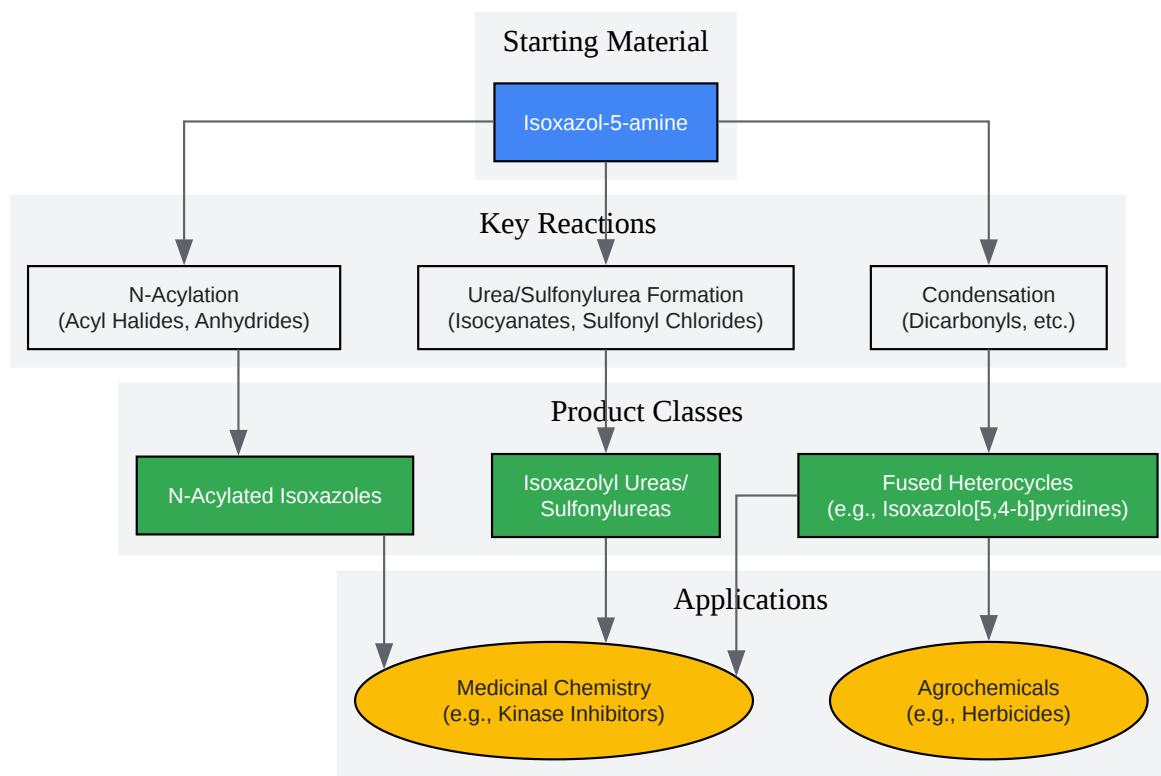 Starting Material
Isoxazol-5-amine
Key Reactions
N-Acylation
(Acyl Halides, Anhydrides)
Urea/Sulfonylurea Formation
(Isocyanates, Sulfonyl Chlorides)
Condensation
(Dicarbonyls, etc.)
Product Classes
N-Acylated Isoxazoles
Isoxazolyl Ureas/
Sulfonylureas
Fused Heterocycles
(e.g., Isoxazolo[5,4-b]pyridines)
Applications
Medicinal Chemistry
(e.g., Kinase Inhibitors)
Agrochemicals
(e.g., Herbicides)